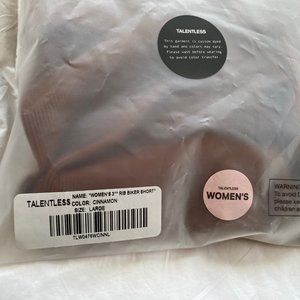 TALENTLESS
This garment is custom dyed
by hand and colors may vary.
Please wash before wearing
to avoid color transfer.
TALENTLESS
NAME: "WOMEN'S 3"" RIB BIKER SHORT"
COLOR: CINNAMON
SIZE: LARGE
TLW0476WCINNL
TALENTLESS
WOMEN'S
WARNING
To avoid
please ke
children a